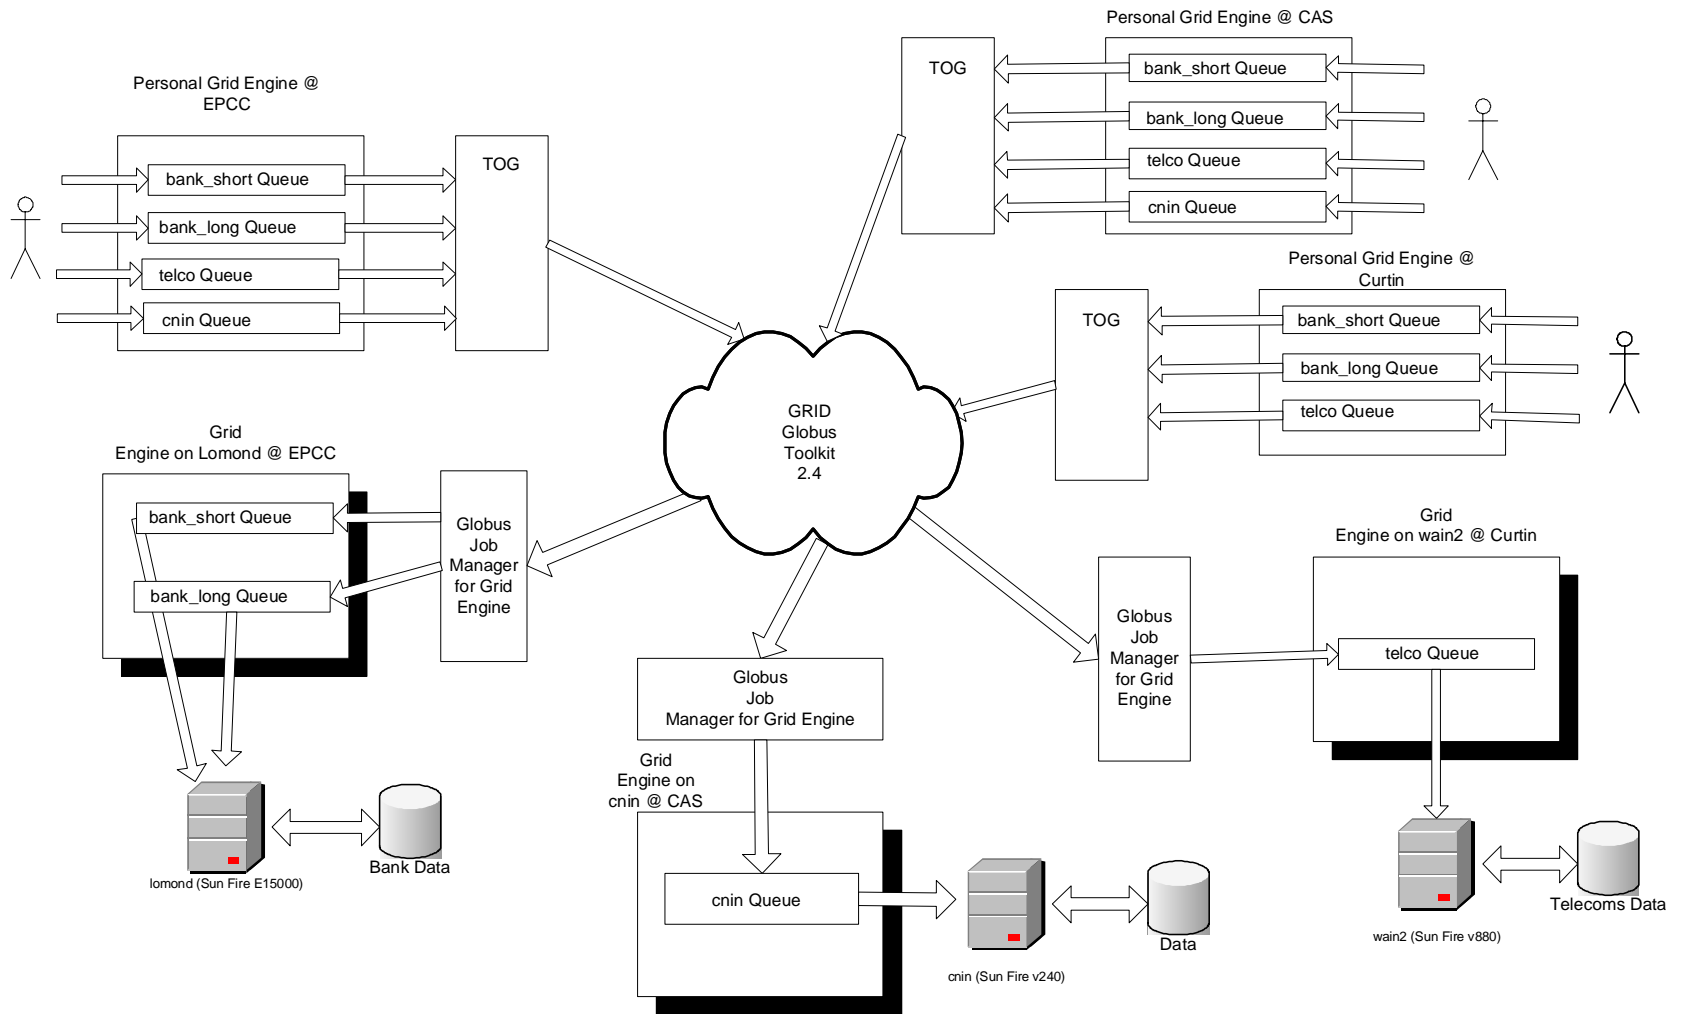 Personal Grid Engine @ CAS
TOG
bank_short Queue
bank_long Queue
telco Queue
cnin Queue
Personal Grid Engine @
EPCC
bank_short Queue
bank_long Queue
telco Queue
cnin Queue
TOG
Personal Grid Engine @
Curtin
TOG
bank_short Queue
bank_long Queue
telco Queue
GRID
Globus
Toolkit
2.4
Grid
Engine on Lomond @ EPCC
bank_short Queue
bank_long Queue
Globus
Job
Manager
for Grid
Engine
lomond (Sun Fire E15000)
Bank Data
Globus
Job
Manager for Grid Engine
Grid
Engine on
cnin @ CAS
cnin Queue
cnin (Sun Fire v240)
Data
Globus
Job
Manager
for Grid
Engine
Grid
Engine on wain2 @ Curtin
telco Queue
wain2 (Sun Fire v880)
Telecoms Data